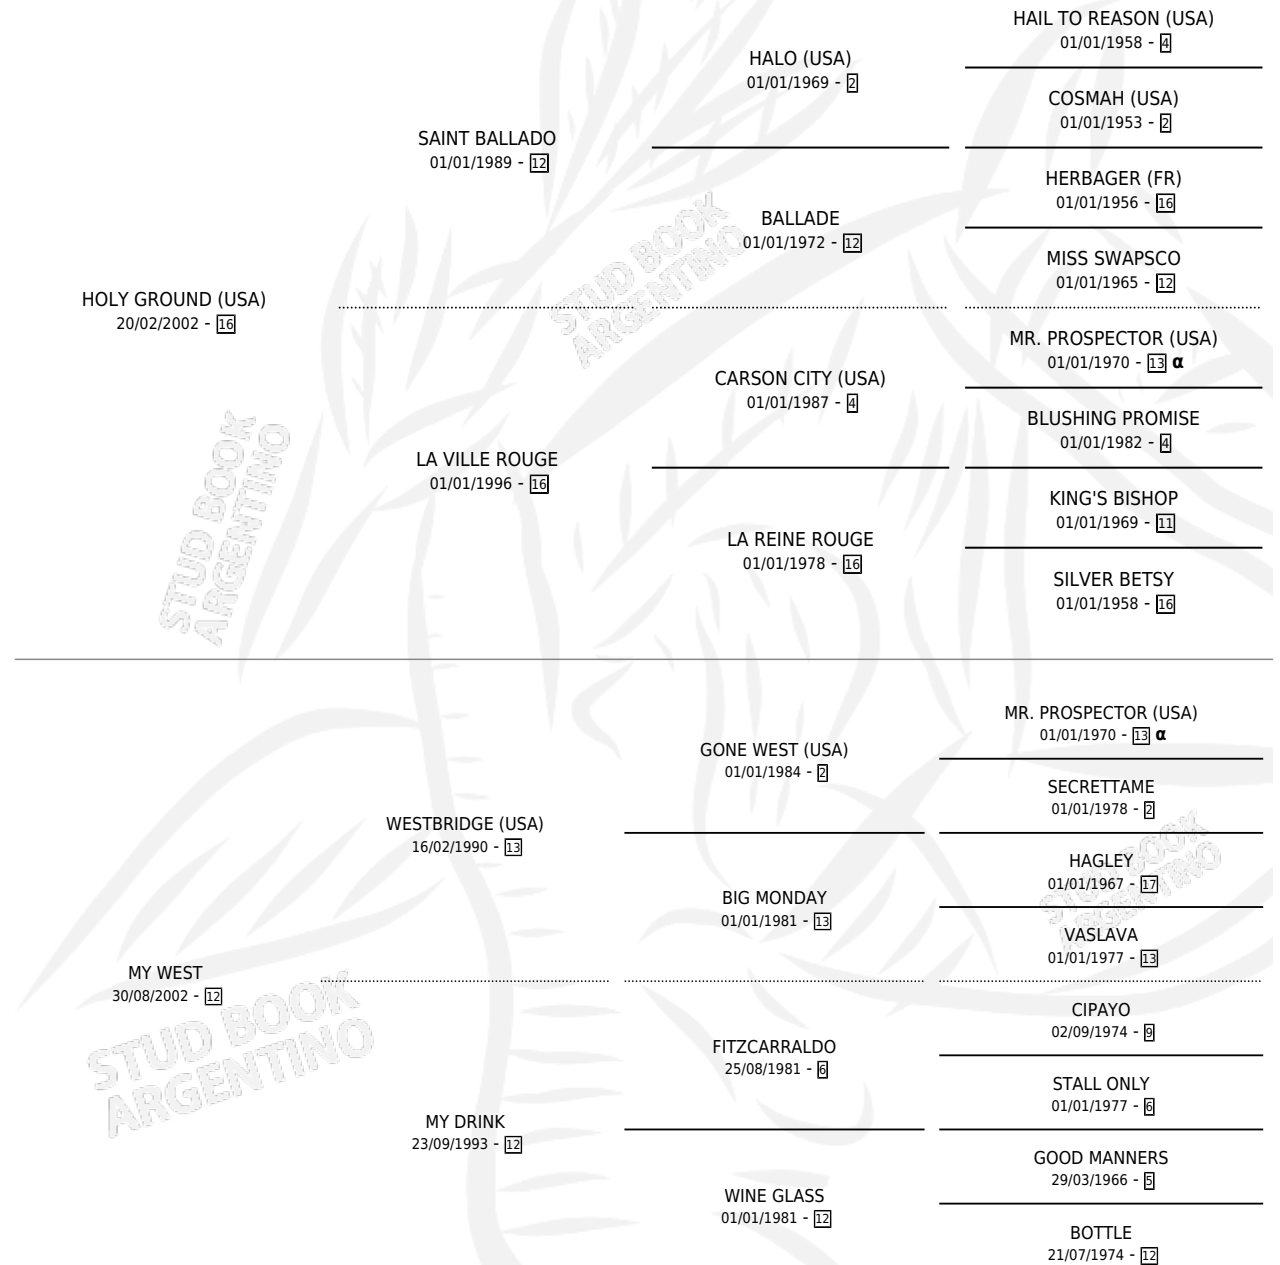 HAIL TO REASON (USA)
01/01/1958 - 4
HALO (USA)
01/01/1969 - 2
COSMAH (USA)
01/01/1953 - 2
SAINT BALLADO
01/01/1989 - 12
HERBAGER (FR)
01/01/1956 - 16
BALLADE
01/01/1972 - 12
MISS SWAPSCO
01/01/1965 - 12
HOLY GROUND (USA)
20/02/2002 - 16
MR. PROSPECTOR (USA)
01/01/1970 - 13 α
CARSON CITY (USA)
01/01/1987 - 4
BLUSHING PROMISE
01/01/1982 - 4
LA VILLE ROUGE
01/01/1996 - 16
KING'S BISHOP
01/01/1969 - 11
LA REINE ROUGE
01/01/1978 - 16
SILVER BETSY
01/01/1958 - 16
MR. PROSPECTOR (USA)
01/01/1970 - 13 α
GONE WEST (USA)
01/01/1984 - 2
SECRETTAME
01/01/1978 - 2
WESTBRIDGE (USA)
16/02/1990 - 13
HAGLEY
01/01/1967 - 17
BIG MONDAY
01/01/1981 - 13
VASLAVA
01/01/1977 - 13
MY WEST
30/08/2002 - 12
CIPAYO
02/09/1974 - 9
FITZCARRALDO
25/08/1981 - 6
STALL ONLY
01/01/1977 - 6
MY DRINK
23/09/1993 - 12
GOOD MANNERS
29/03/1966 - 5
WINE GLASS
01/01/1981 - 12
BOTTLE
21/07/1974 - 12
STUD BOOK
ARGENTINO
STUD BOOK
ARGENTINO
STUD BOOK
ARGENTINO
STUD BOOK
ARGENTINO